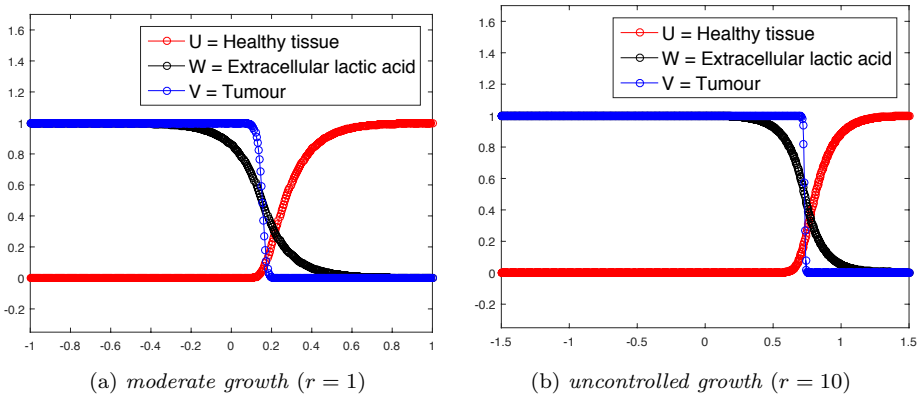 1.6
1.4
1.2
1
0.8
0.6
0.4
0.2
0
-0.2
-1 -0.8 -0.6 -0.4 -0.2 0 0.2 0.4 0.6 0.8 1
U = Healthy tissue
W = Extracellular lactic acid
V = Tumour
(a) moderate growth (r = 1)
1.6
1.4
1.2
1
0.8
0.6
0.4
0.2
0
-0.2
-1.5 -1 -0.5 0 0.5 1 1.5
U = Healthy tissue
W = Extracellular lactic acid
V = Tumour
(b) uncontrolled growth (r = 10)